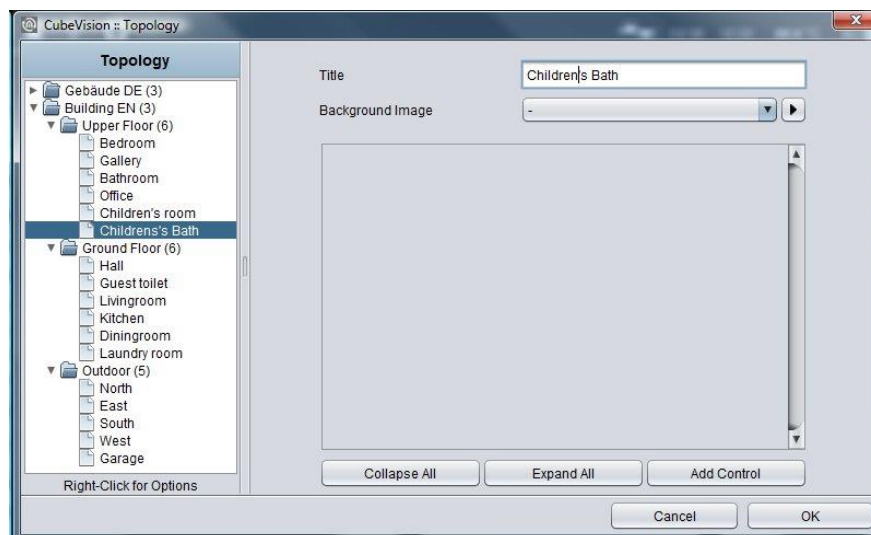 CubeVision :: Topology
Topology
Gebäude DE (3)
Building EN (3)
Upper Floor (6)
Bedroom
Gallery
Bathroom
Office
Children's room
Childrens's Bath
Ground Floor (6)
Hall
Guest toilet
Livingroom
Kitchen
Diningroom
Laundry room
Outdoor (5)
North
East
South
West
Garage
Right-Click for Options
Title
Children's Bath
Background Image
-
Collapse All
Expand All
Add Control
Cancel
OK